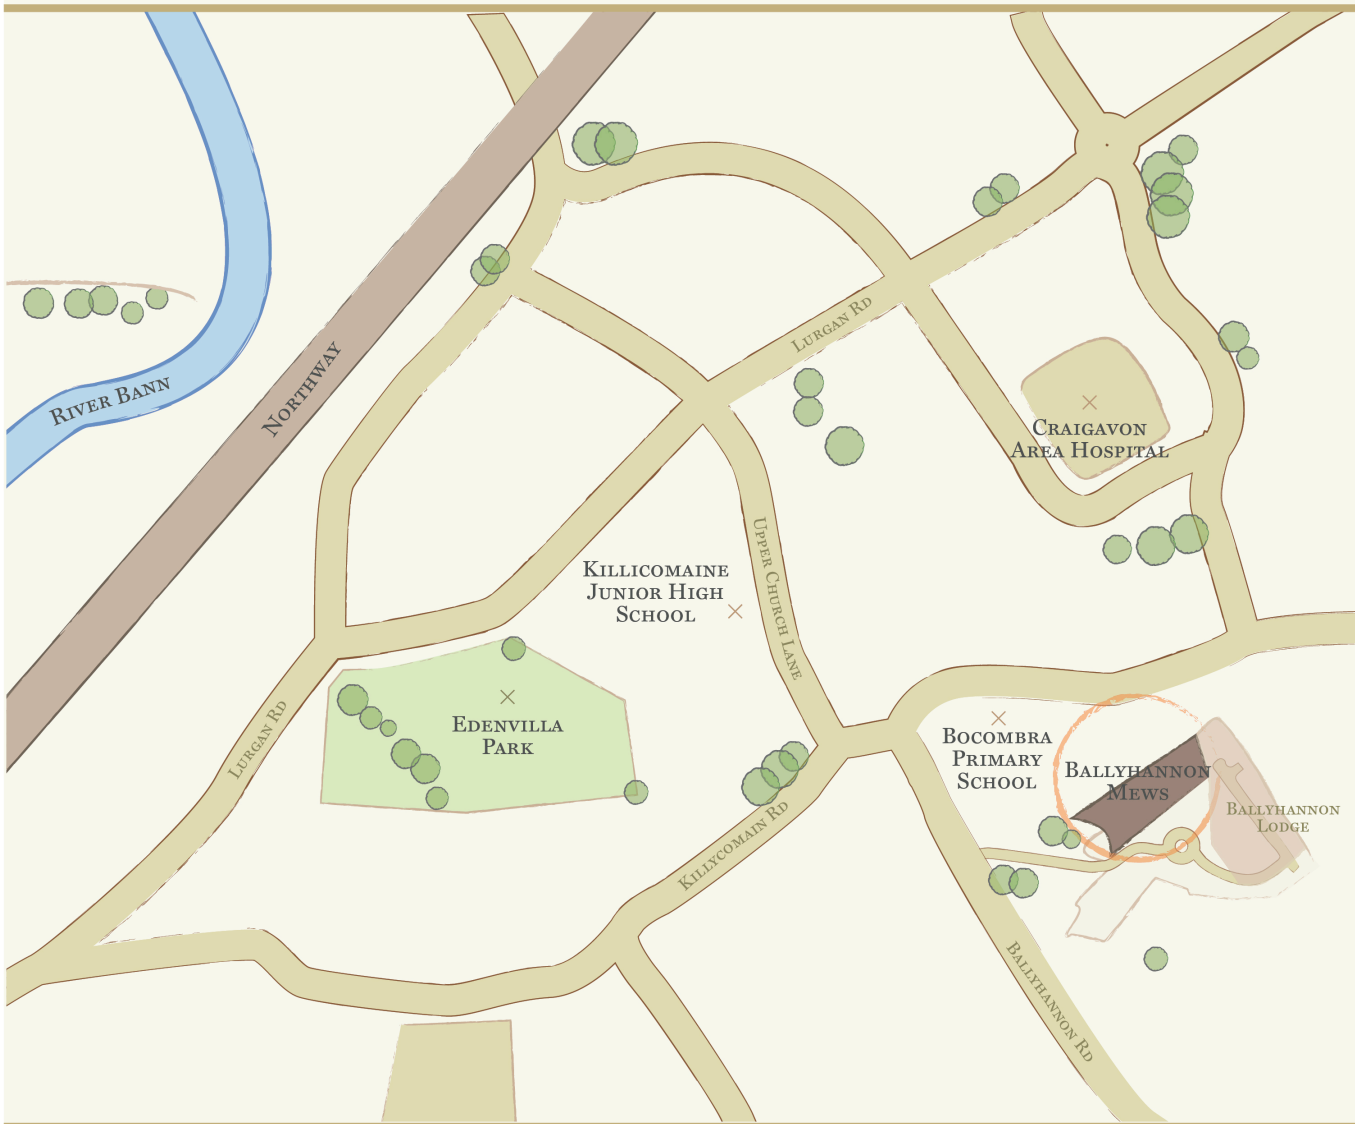 River Bann
Northway
Lurgan Rd
Craigavon
Area Hospital
Killicomaine
Junior High
School
Upper Church Lane
Edenvilla
Park
Lurgan Rd
Bocombra
Primary
School
Ballyhannon
Mews
Ballyhannon
Lodge
Killycomain Rd
Ballyhannon Rd